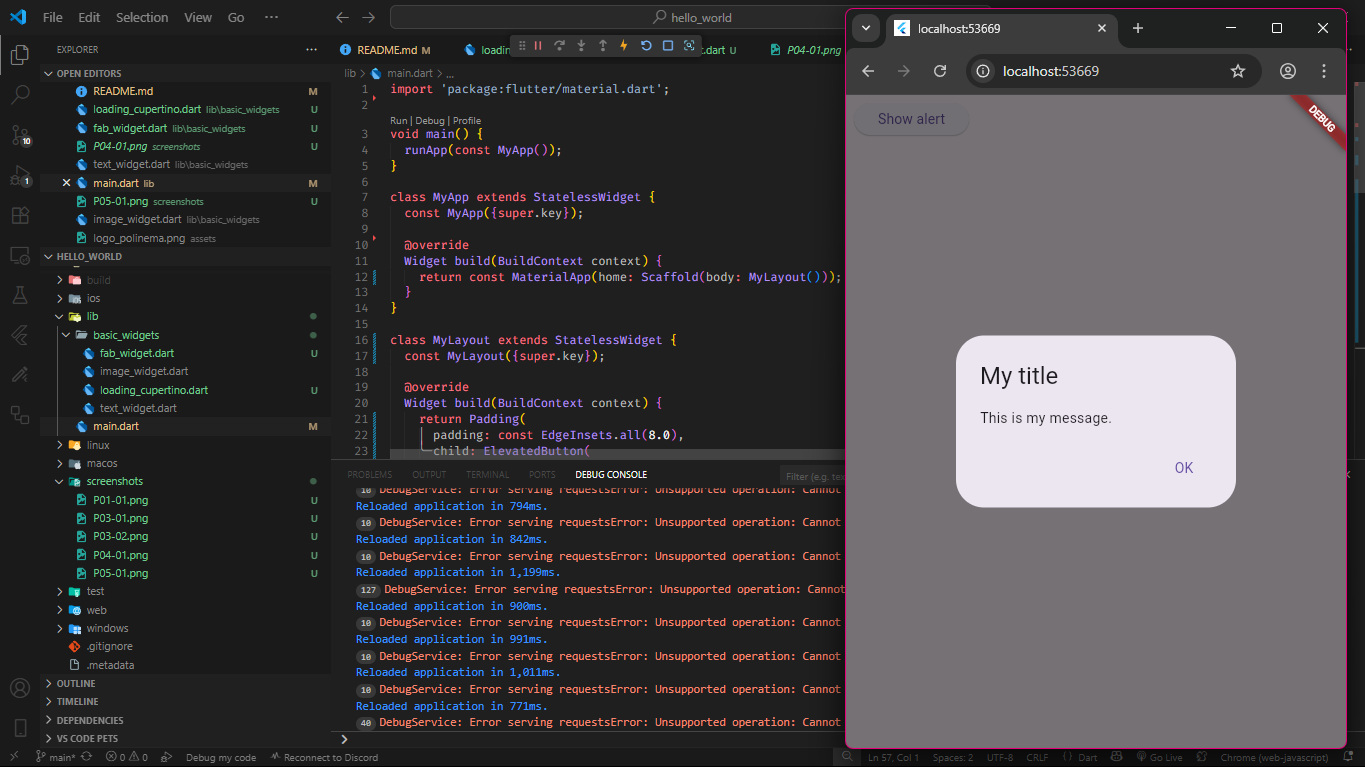 File Edit Selection View Go ···
hello_world
EXPLORER
OPEN EDITORS
README.md M
loading_cupertino.dart lib\basic_widgets U
fab_widget.dart lib\basic_widgets U
P04-01.png screenshots U
text_widget.dart lib\basic_widgets
main.dart lib M
P05-01.png screenshots U
image_widget.dart lib\basic_widgets
logo_polinema.png assets
HELLO_WORLD
build
ios
lib
basic_widgets
fab_widget.dart U
image_widget.dart
loading_cupertino.dart U
text_widget.dart
main.dart M
linux
macos
screenshots
P01-01.png U
P03-01.png U
P03-02.png U
P04-01.png U
P05-01.png U
test
web
windows
.gitignore
.metadata
OUTLINE
TIMELINE
DEPENDENCIES
VS CODE PETS
10
1
README.md M
.dart U
P04-01.png
lib > main.dart > ...
1 import 'package:flutter/material.dart';
2
Run | Debug | Profile
3 void main() {
4 runApp(const MyApp());
5 }
6
7 class MyApp extends StatelessWidget {
8 const MyApp({super.key});
9
10 @override
11 Widget build(BuildContext context) {
12 return const MaterialApp(home: Scaffold(body: MyLayout()));
13 }
14 }
15
16 class MyLayout extends StatelessWidget {
17 const MyLayout({super.key});
18
19 @override
20 Widget build(BuildContext context) {
21 return Padding(
22 padding: const EdgeInsets.all(8.0),
23 child: ElevatedButton(
PROBLEMS OUTPUT TERMINAL PORTS DEBUG CONSOLE
Filter (e.g. tex
10 DebugService: Error serving requestsError: Unsupported operation: Cannot
Reloaded application in 794ms.
10 DebugService: Error serving requestsError: Unsupported operation: Cannot
Reloaded application in 842ms.
10 DebugService: Error serving requestsError: Unsupported operation: Cannot
Reloaded application in 1,199ms.
127 DebugService: Error serving requestsError: Unsupported operation: Cannot
Reloaded application in 900ms.
10 DebugService: Error serving requestsError: Unsupported operation: Cannot
Reloaded application in 991ms.
10 DebugService: Error serving requestsError: Unsupported operation: Cannot
Reloaded application in 1,011ms.
10 DebugService: Error serving requestsError: Unsupported operation: Cannot
Reloaded application in 771ms.
40 DebugService: Error serving requestsError: Unsupported operation: Cannot
localhost:53669
localhost:53669
Show alert
DEBUG
My title
This is my message.
OK
main* 0 0 Debug my code Reconnect to Discord
Ln 57, Col 1 Spaces: 2 UTF-8 CRLF Dart Go Live Chrome (web-javascript)